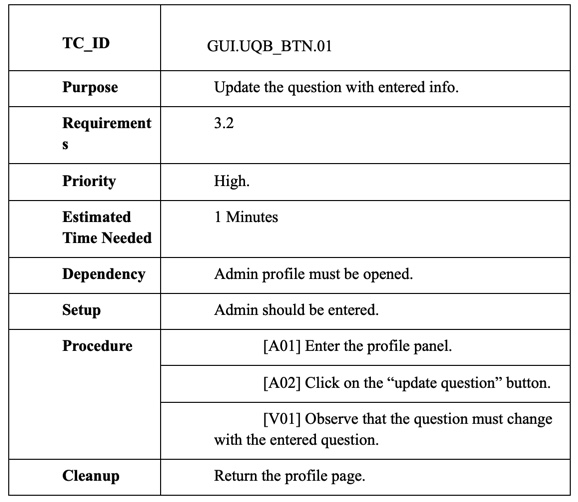 TC_ID GUI.UQB_BTN.01
Purpose Update the question with entered info.
Requirement 3.2
s
Priority High.
Estimated 1 Minutes
Time Needed
Dependency Admin profile must be opened.
Setup Admin should be entered.
Procedure [A01] Enter the profile panel.
[A02] Click on the “update question” button.
[V01] Observe that the question must change
with the entered question.
Cleanup Return the profile page.